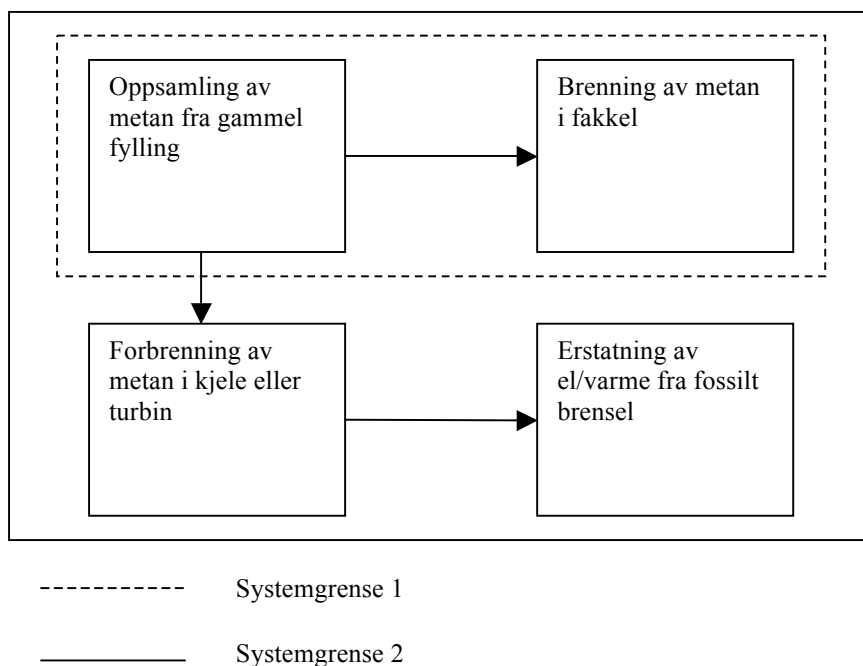 Oppsamling av
metan fra gammel
fylling
Brenning av metan
i fakkel
Forbrenning av
metan i kjele eller
turbin
Erstatning av
el/varme fra fossilt
brensel
Systemgrense 1
Systemgrense 2